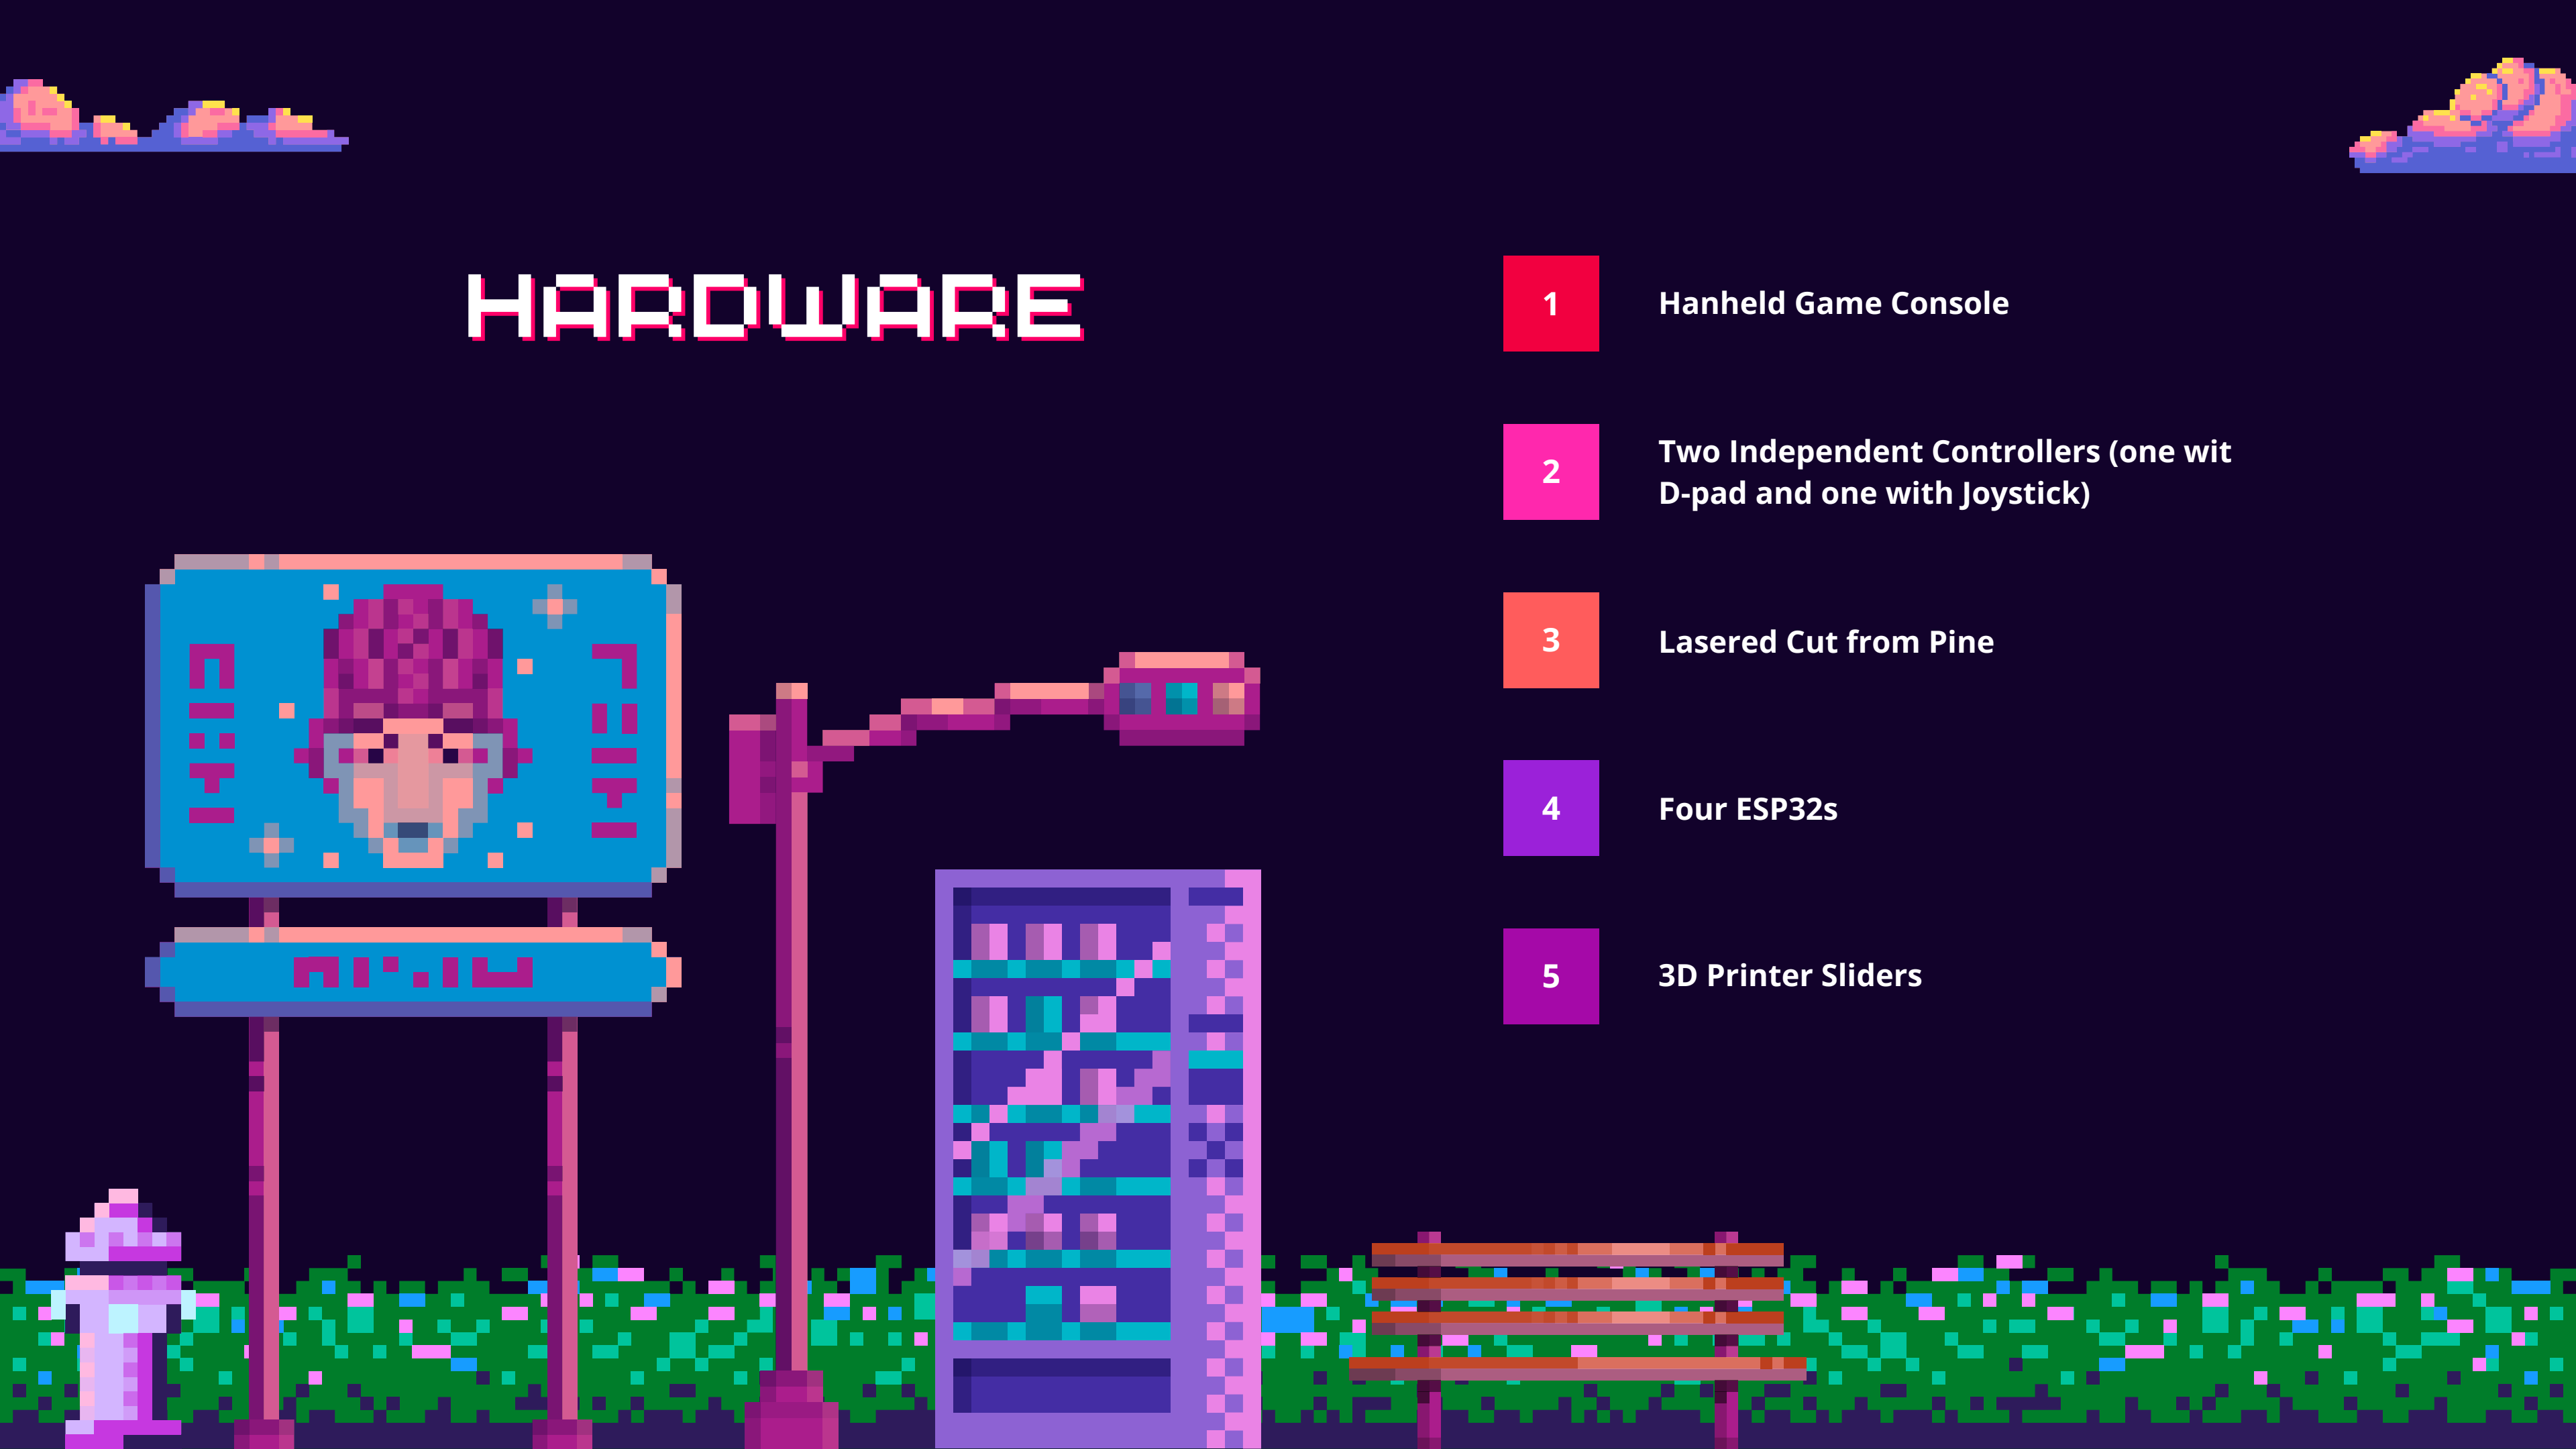 HARDWARE
1
Hanheld Game Console
2
Two Independent Controllers (one wit
D-pad and one with Joystick)
3
Lasered Cut from Pine
4
Four ESP32s
5
3D Printer Sliders